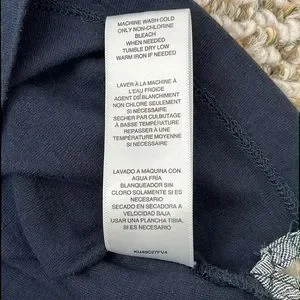 MACHINE WASH COLD
ONLY NON-CHLORINE
BLEACH
WHEN NEEDED
TUMBLE DRY LOW
WARM IRON IF NEEDED
LAVER À LA MACHINE À
L'EAU FROIDE
AGENT DÉBLANCHIMENT
NON CHLORÉ SEULEMENT
SI NÉCESSAIRE
SÉCHER PAR CULBUTAGE
À BASSE TEMPÉRATURE
REPASSER À UNE
TEMPÉRATURE MOYENNE
SI NÉCESSAIRE
LAVADO A MÁQUINA CON
AGUA FRÍA
BLANQUEADOR SIN
CLORO SOLAMENTE SI ES
NECESARIO
SECADO EN SECADORA A
VELOCIDAD BAJA
USAR UNA PLANCHA TIBIA.
SI ES NECESARIO